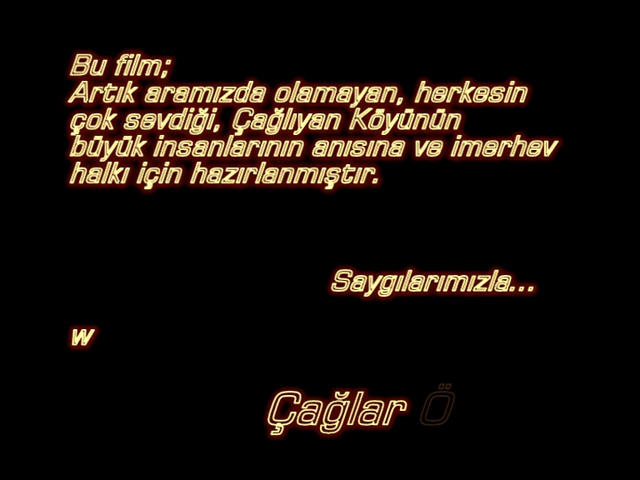 Bu film;
Artık aramızda olamayan, herkesin
çok sevdiği, Çağlıyan Köyünün
büyük insanlarının anısına ve imerhev
halkı için hazırlanmıştır.
Saygılarımızla...
w
Çağlar Ö